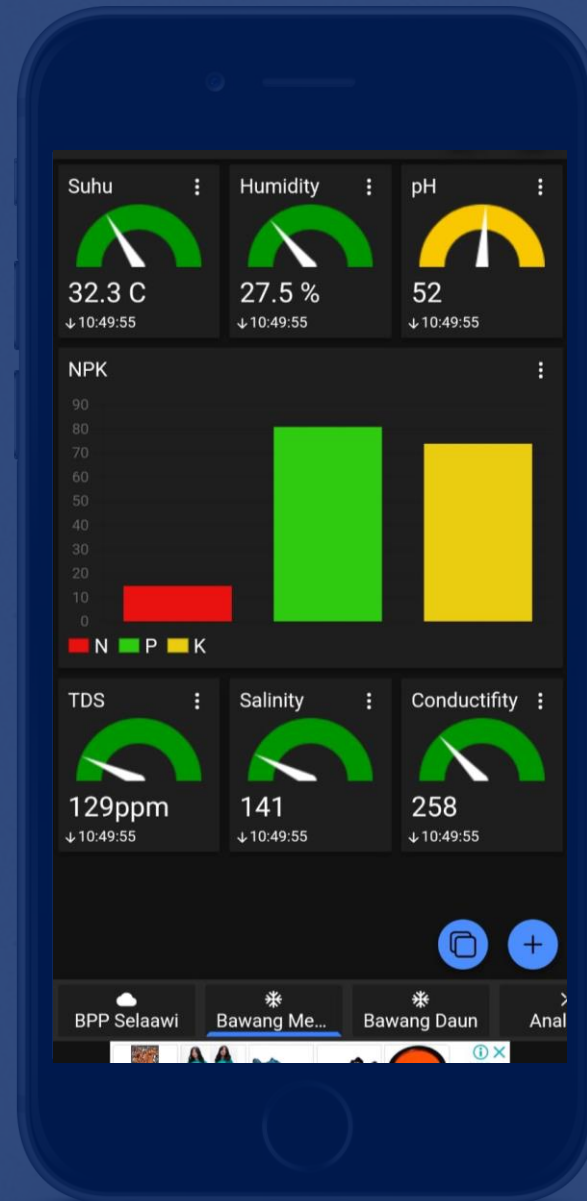 Suhu
Humidity
pH
32.3 C
27.5 %
52
↓10:49:55
↓10:49:55
↓10:49:55
NPK
90
80
70
60
50
40
30
20
10
0
N P K
TDS
Salinity
Conductifity
129ppm
141
258
↓10:49:55
↓10:49:55
↓10:49:55
BPP Selaawi
Bawang Me...
Bawang Daun
Anal